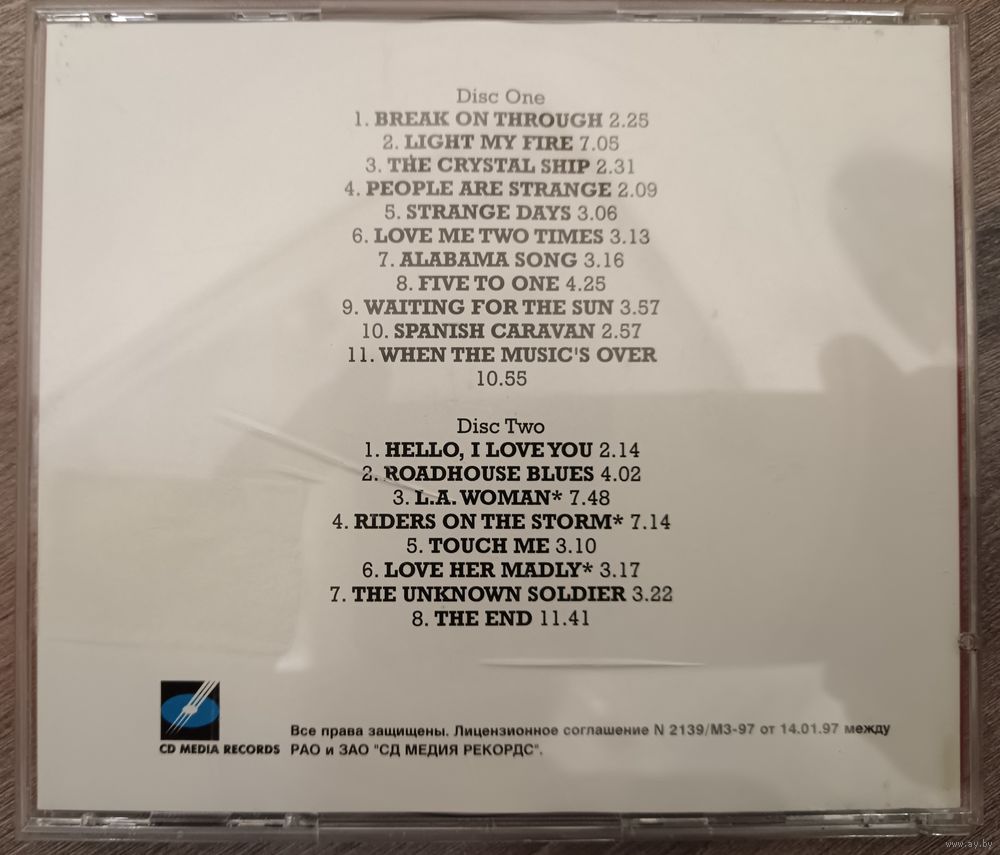 Disc One
1. BREAK ON THROUGH 2.25
2. LIGHT MY FIRE 7.05
3. THE CRYSTAL SHIP 2.31
4. PEOPLE ARE STRANGE 2.09
5. STRANGE DAYS 3.06
6. LOVE ME TWO TIMES 3.13
7. ALABAMA SONG 3.16
8. FIVE TO ONE 4.25
9. WAITING FOR THE SUN 3.57
10. SPANISH CARAVAN 2.57
11. WHEN THE MUSIC'S OVER
10.55
Disc Two
1. HELLO, I LOVE YOU 2.14
2. ROADHOUSE BLUES 4.02
3. L.A. WOMAN* 7.48
4. RIDERS ON THE STORM* 7.14
5. TOUCH ME 3.10
6. LOVE HER MADLY* 3.17
7. THE UNKNOWN SOLDIER 3.22
8. THE END 11.41
CD MEDIA RECORDS
Все права защищены. Лицензионное соглашение N 2139/МЗ-97 от 14.01.97 между
РАО и ЗАО "СД МЕДИЯ РЕКОРДС".
www.ay.by